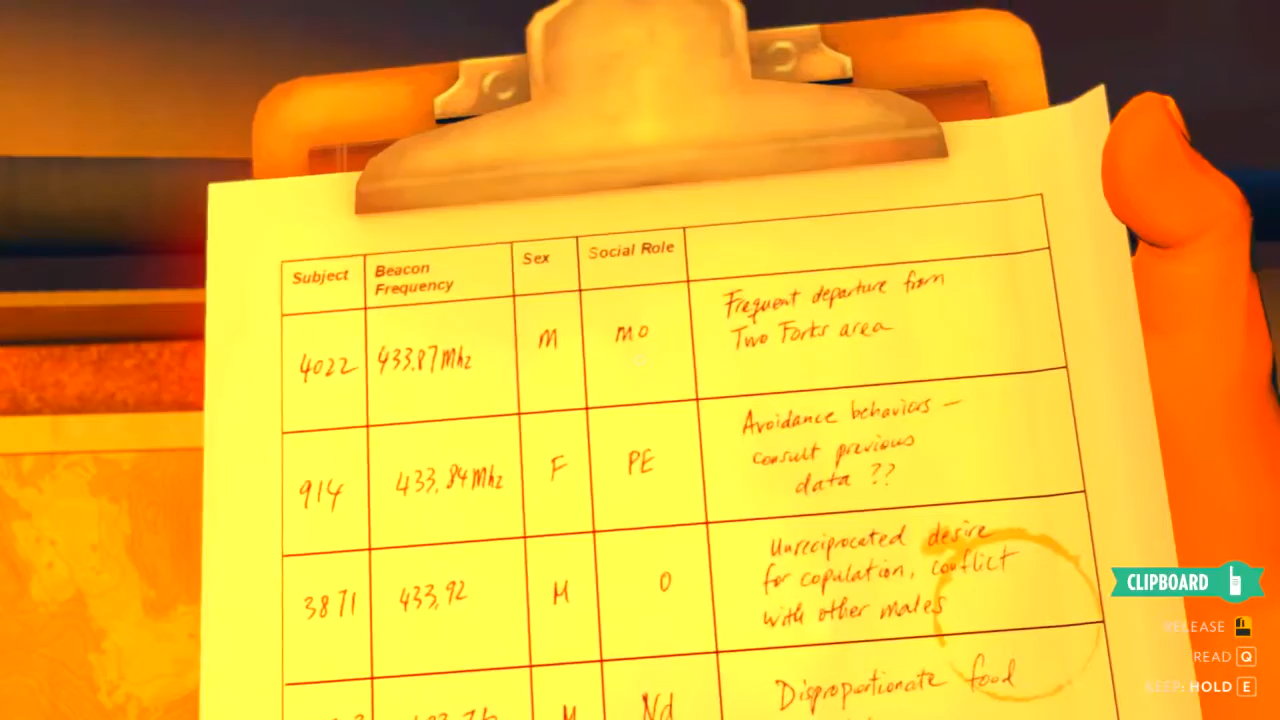 Subject Beacon Frequency Sex Social Role
4022 433.87Mhz M MO Frequent departure from
Two Forks area
914 433.84Mhz F PE Avoidance behaviors –
consult previous
data ??
3871 433.92 M O Unreciprocated desire
for copulation, conflict
with other males
M Nd Disproportionate food
CLIPBOARD
RELEASE
READ Q
KEEP: HOLD E